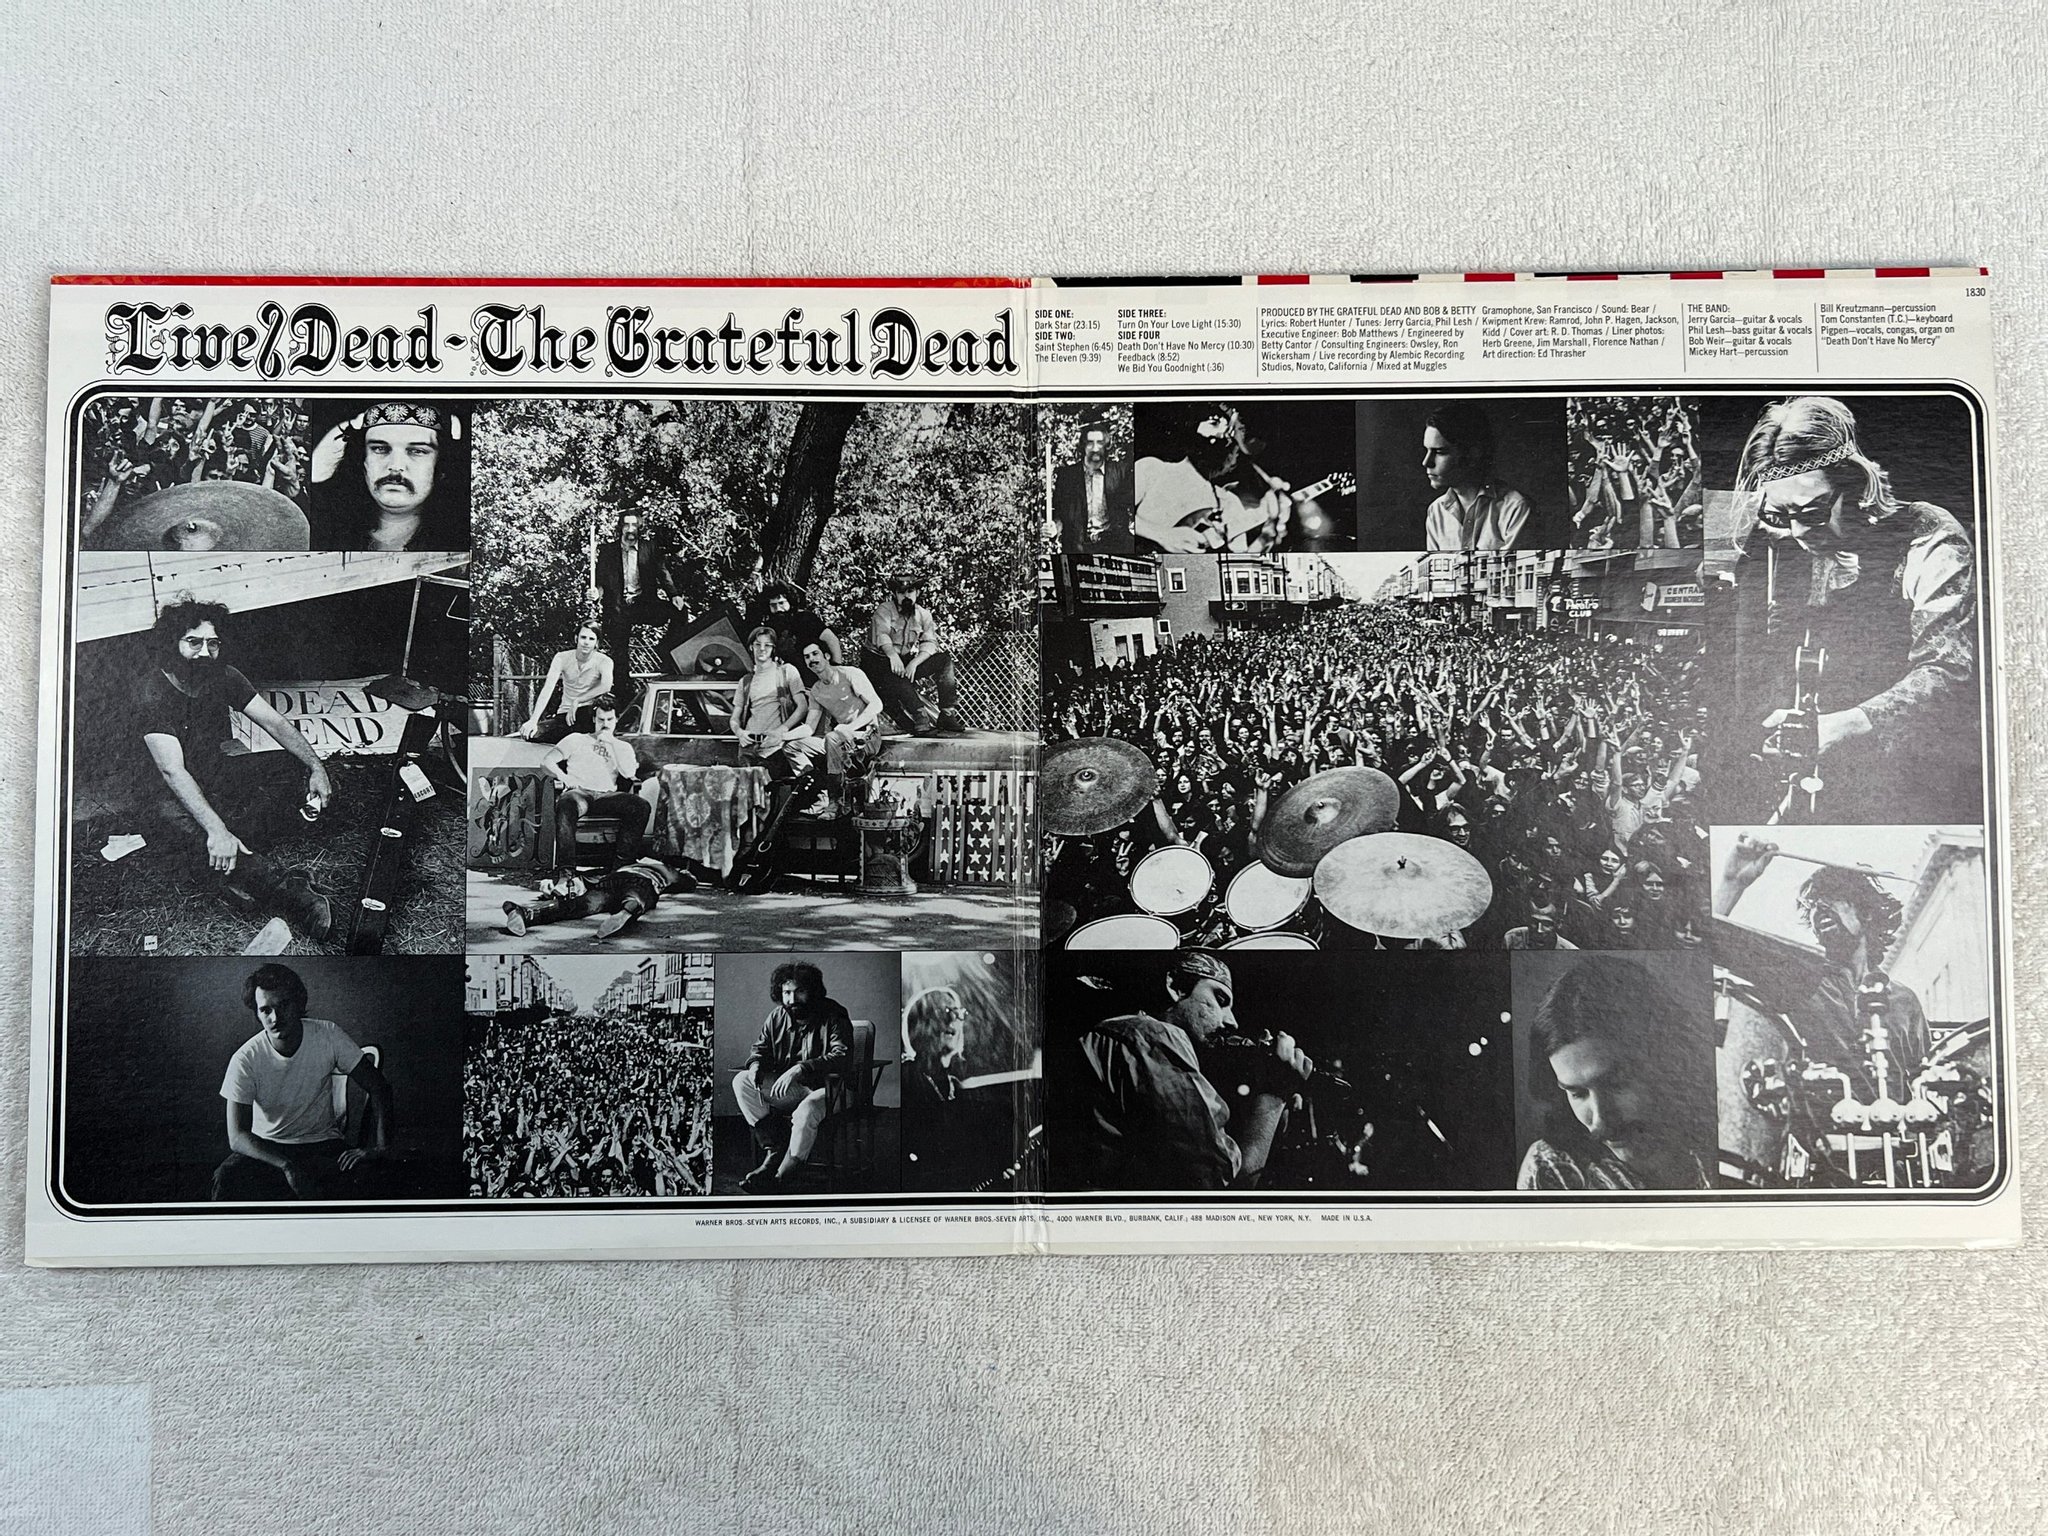 Live/Dead - The Grateful Dead
SIDE ONE:
Dark Star (23:15)
SIDE TWO:
Saint Stephen (6:45)
The Eleven (9:39)
SIDE THREE:
Turn On Your Love Light (15:30)
SIDE FOUR
Death Don't Have No Mercy (10:30)
Feedback (8:52)
We Bid You Goodnight (:36)
PRODUCED BY THE GRATEFUL DEAD AND BOB & BETTY
Lyrics: Robert Hunter / Tunes: Jerry Garcia, Phil Lesh /
Executive Engineer: Bob Matthews / Engineered by
Betty Cantor / Consulting Engineers: Owsley, Ron
Wickersham / Live recording by Alembic Recording
Studios, Novato, California / Mixed at Muggles
Gramophone, San Francisco / Sound: Bear /
Kwipment Krew: Ramrod, John P. Hagen, Jackson,
Kidd / Cover art: R. D. Thomas / Liner photos:
Herb Greene, Jim Marshall, Florence Nathan /
Art direction: Ed Thrasher
THE BAND:
Jerry Garcia—guitar & vocals
Phil Lesh—bass guitar & vocals
Bob Weir—guitar & vocals
Mickey Hart—percussion
Bill Kreutzmann—percussion
Tom Constanten (T.C.)—keyboard
Pigpen—vocals, congas, organ on
"Death Don't Have No Mercy"
1830
DEAD
END
CENTRAL
CLUB
WARNER BROS.-SEVEN ARTS RECORDS, INC., A SUBSIDIARY & LICENSEE OF WARNER BROS.-SEVEN ARTS, INC., 4000 WARNER BLVD., BURBANK, CALIF.; 488 MADISON AVE., NEW YORK, N.Y. MADE IN U.S.A.